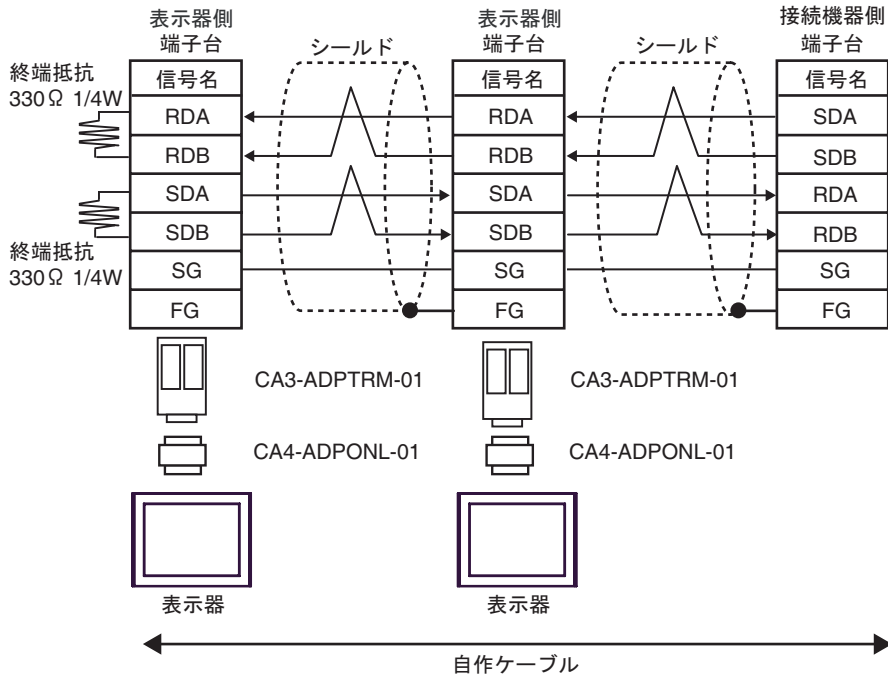 表示器側
端子台
シールド
表示器側
端子台
シールド
接続機器側
端子台
終端抵抗
330Ω 1/4W
終端抵抗
330Ω 1/4W
信号名
RDA
RDB
SDA
SDB
SG
FG
信号名
RDA
RDB
SDA
SDB
SG
FG
信号名
SDA
SDB
RDA
RDB
SG
FG
CA3-ADPTRM-01
CA3-ADPTRM-01
CA4-ADPONL-01
CA4-ADPONL-01
表示器
表示器
自作ケーブル